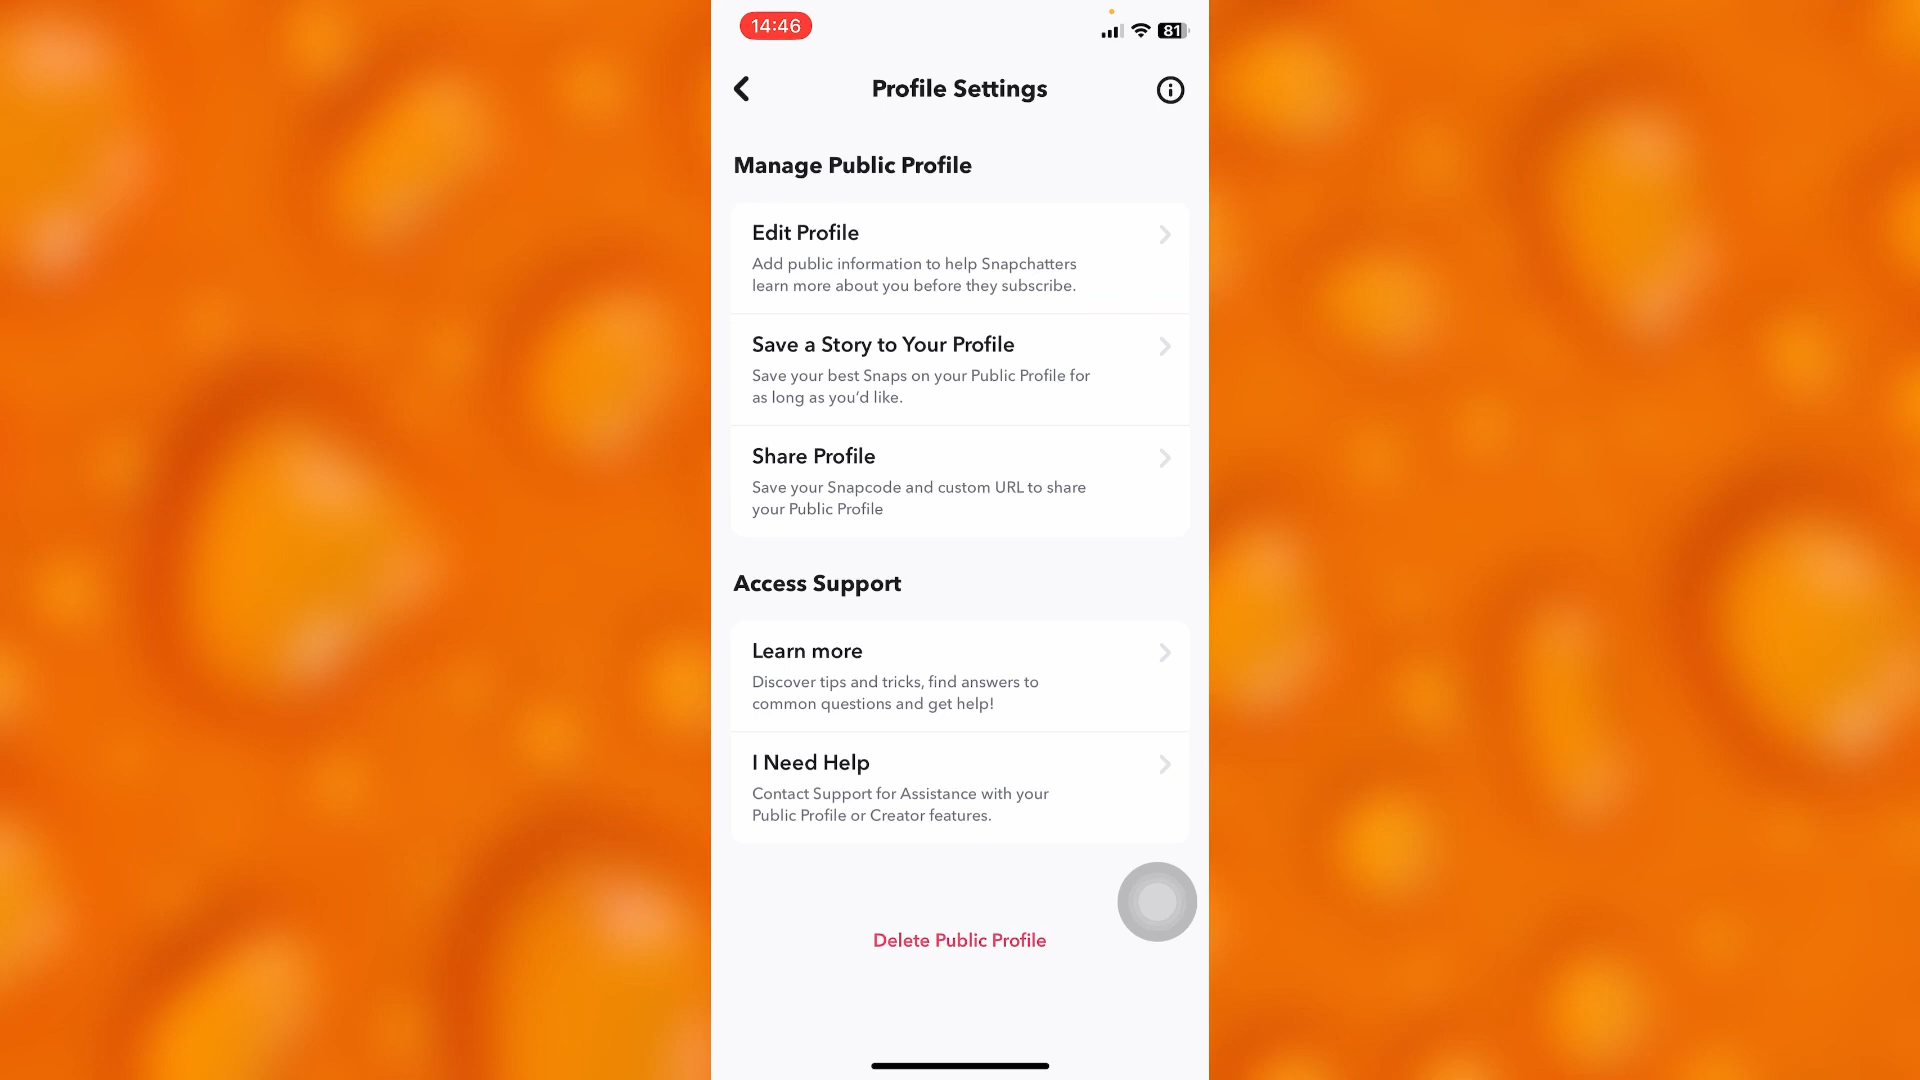 14:46
81
Profile Settings
Manage Public Profile
Edit Profile
Add public information to help Snapchatters
learn more about you before they subscribe.
Save a Story to Your Profile
Save your best Snaps on your Public Profile for
as long as you’d like.
Share Profile
Save your Snapcode and custom URL to share
your Public Profile
Access Support
Learn more
Discover tips and tricks, find answers to
common questions and get help!
I Need Help
Contact Support for Assistance with your
Public Profile or Creator features.
Delete Public Profile